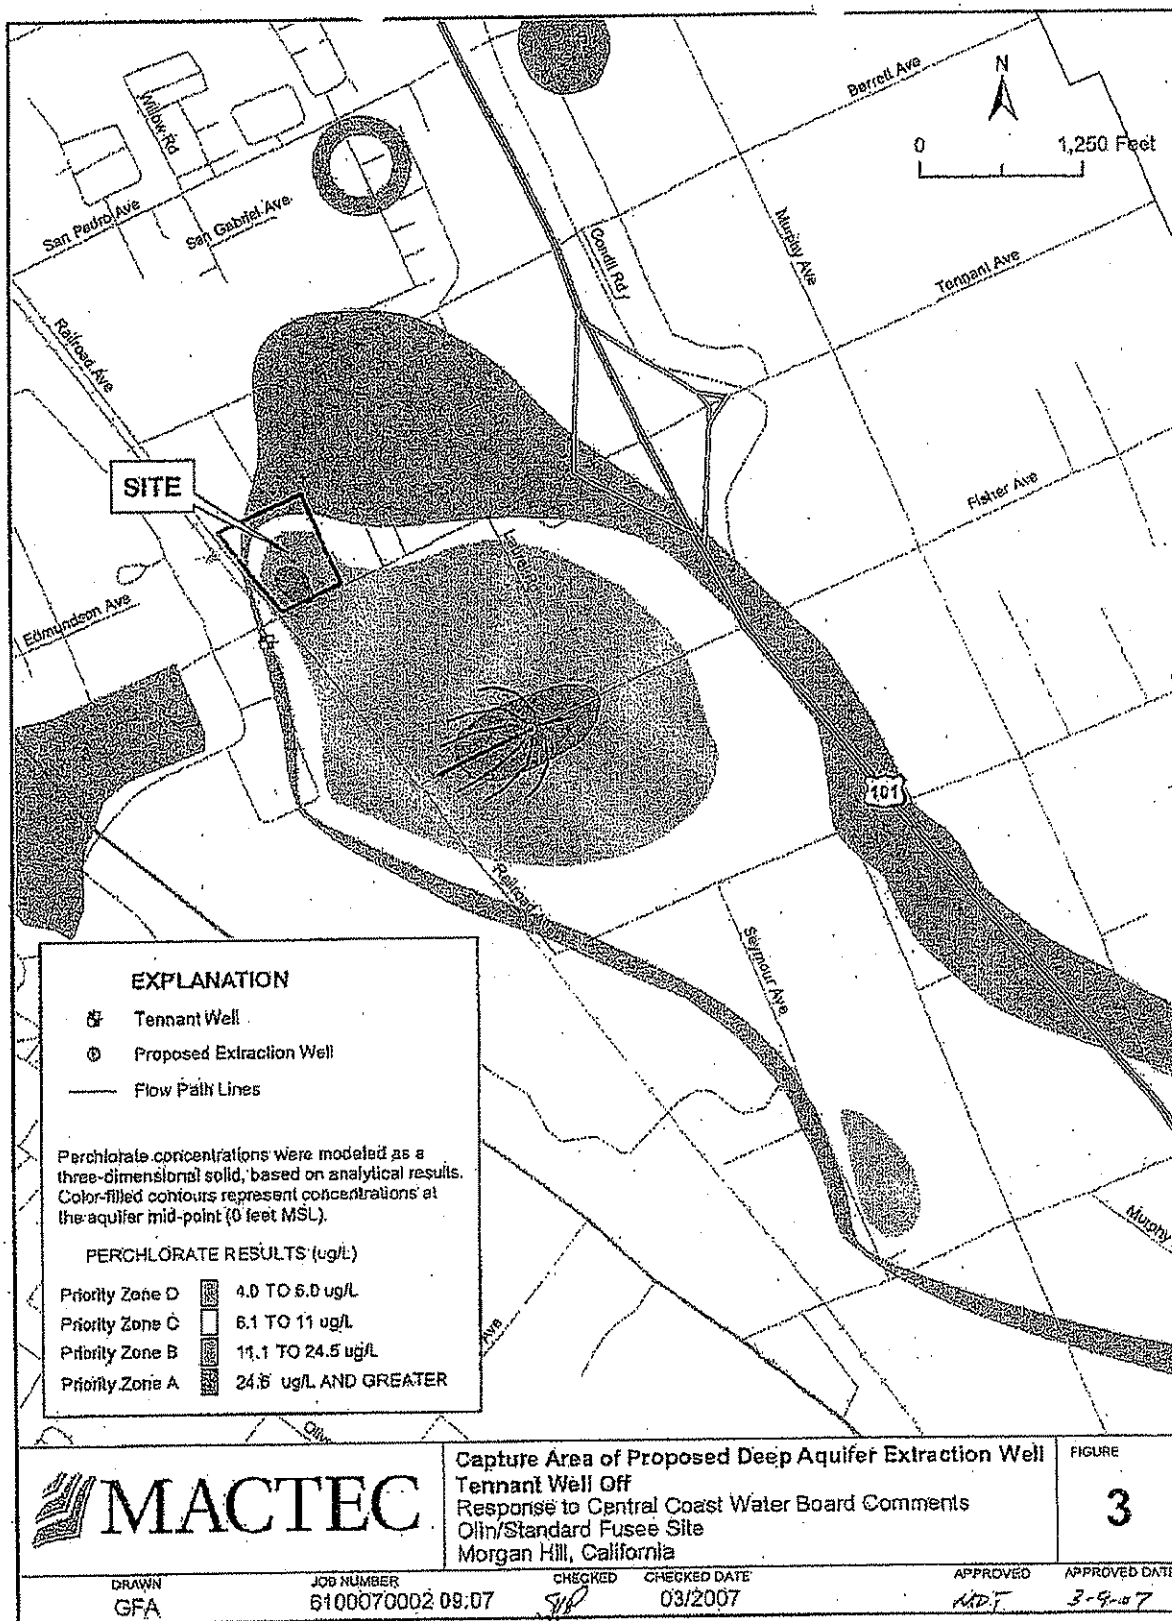 N
0 1,250 Feet
Barrett Ave
Willow Rd
San Pedro Ave
San Gabriel Ave
Condit Rd
Murphy Ave
Tennant Ave
Railroad Ave
SITE
Fisher Ave
Edmundson Ave
101
Railroad
Seymour Ave
Murphy
Ave
EXPLANATION
Tennant Well
Proposed Extraction Well
Flow Path Lines
Perchlorate concentrations were modeled as a
three-dimensional solid, based on analytical results.
Color-filled contours represent concentrations at
the aquifer mid-point (0 feet MSL).
PERCHLORATE RESULTS (ug/L)
Priority Zone D 4.0 TO 6.0 ug/L
Priority Zone C 6.1 TO 11 ug/L
Priority Zone B 11.1 TO 24.5 ug/L
Priority Zone A 24.6 ug/L AND GREATER
MACTEC
Capture Area of Proposed Deep Aquifer Extraction Well
Tennant Well Off
Response to Central Coast Water Board Comments
Olin/Standard Fusee Site
Morgan Hill, California
FIGURE
3
DRAWN
GFA
JOB NUMBER
6100070002 09.07
CHECKED
CHECKED DATE
03/2007
APPROVED
NDT
APPROVED DATE
3-9-07